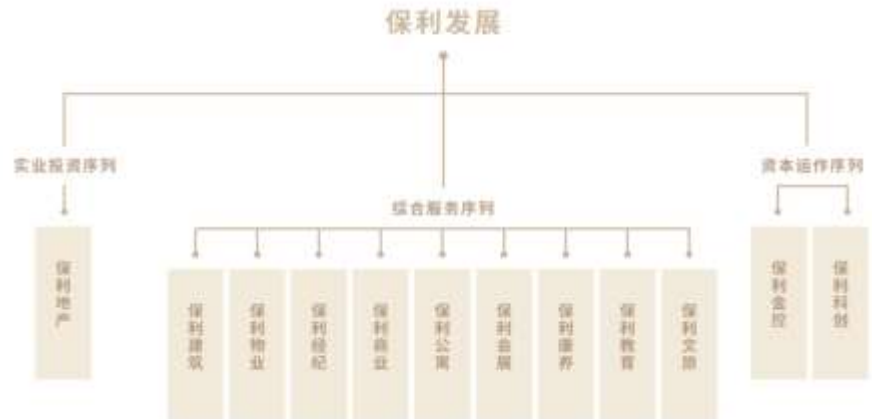 保利发展
实业投资序列
资本运作序列
综合服务序列
保利地产
保利建筑
保利物业
保利经纪
保利商业
保利公寓
保利会展
保利康养
保利教育
保利文旅
保利金控
保利科创